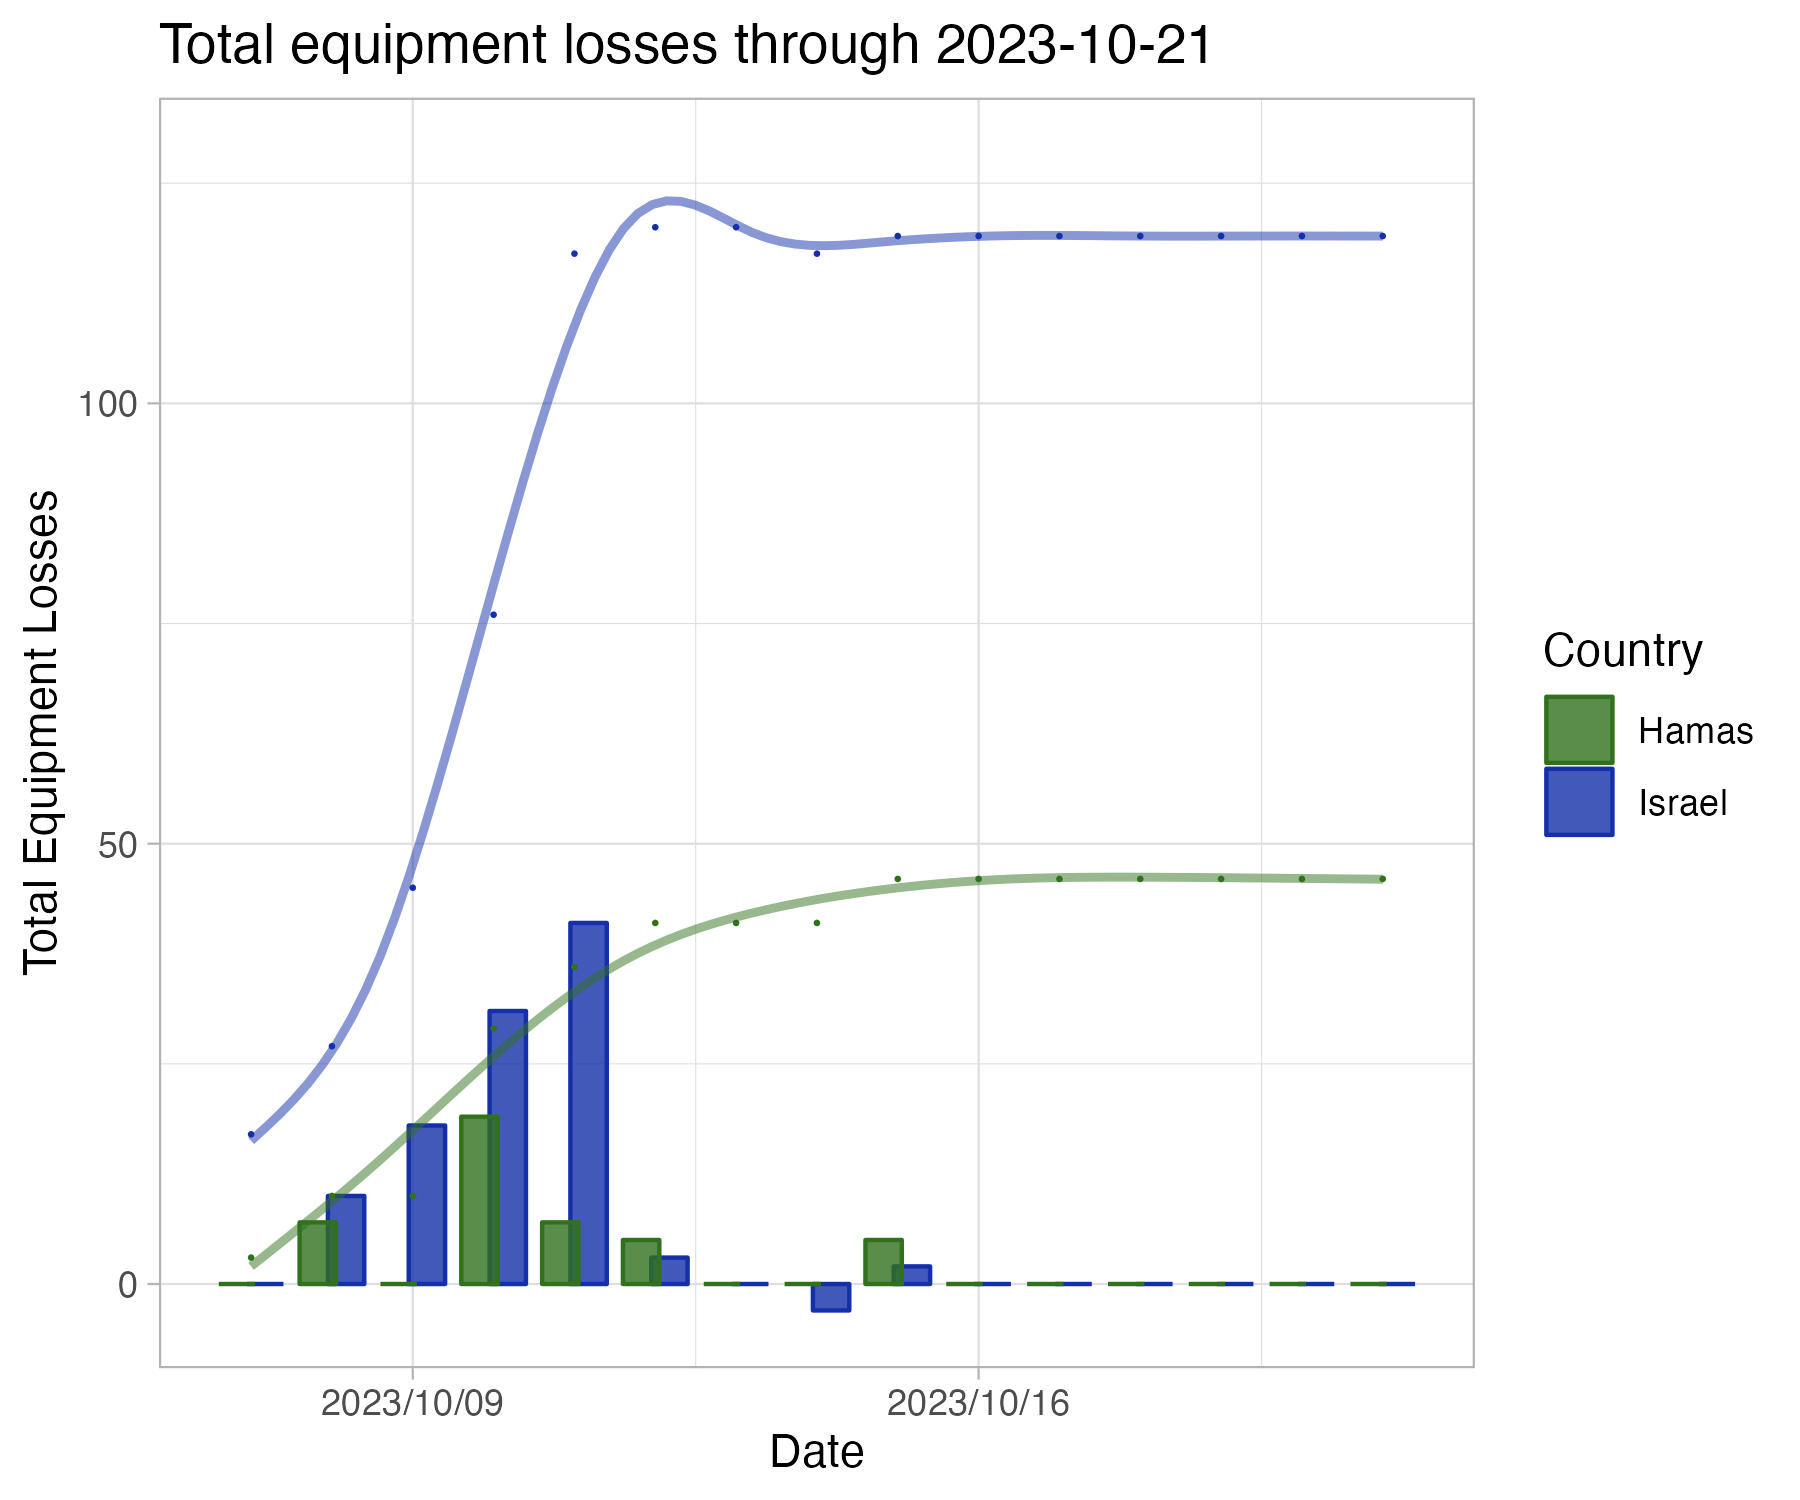 Total equipment losses through 2023-10-21
Total Equipment Losses
100
50
0
2023/10/09
2023/10/16
Date
Country
Hamas
Israel